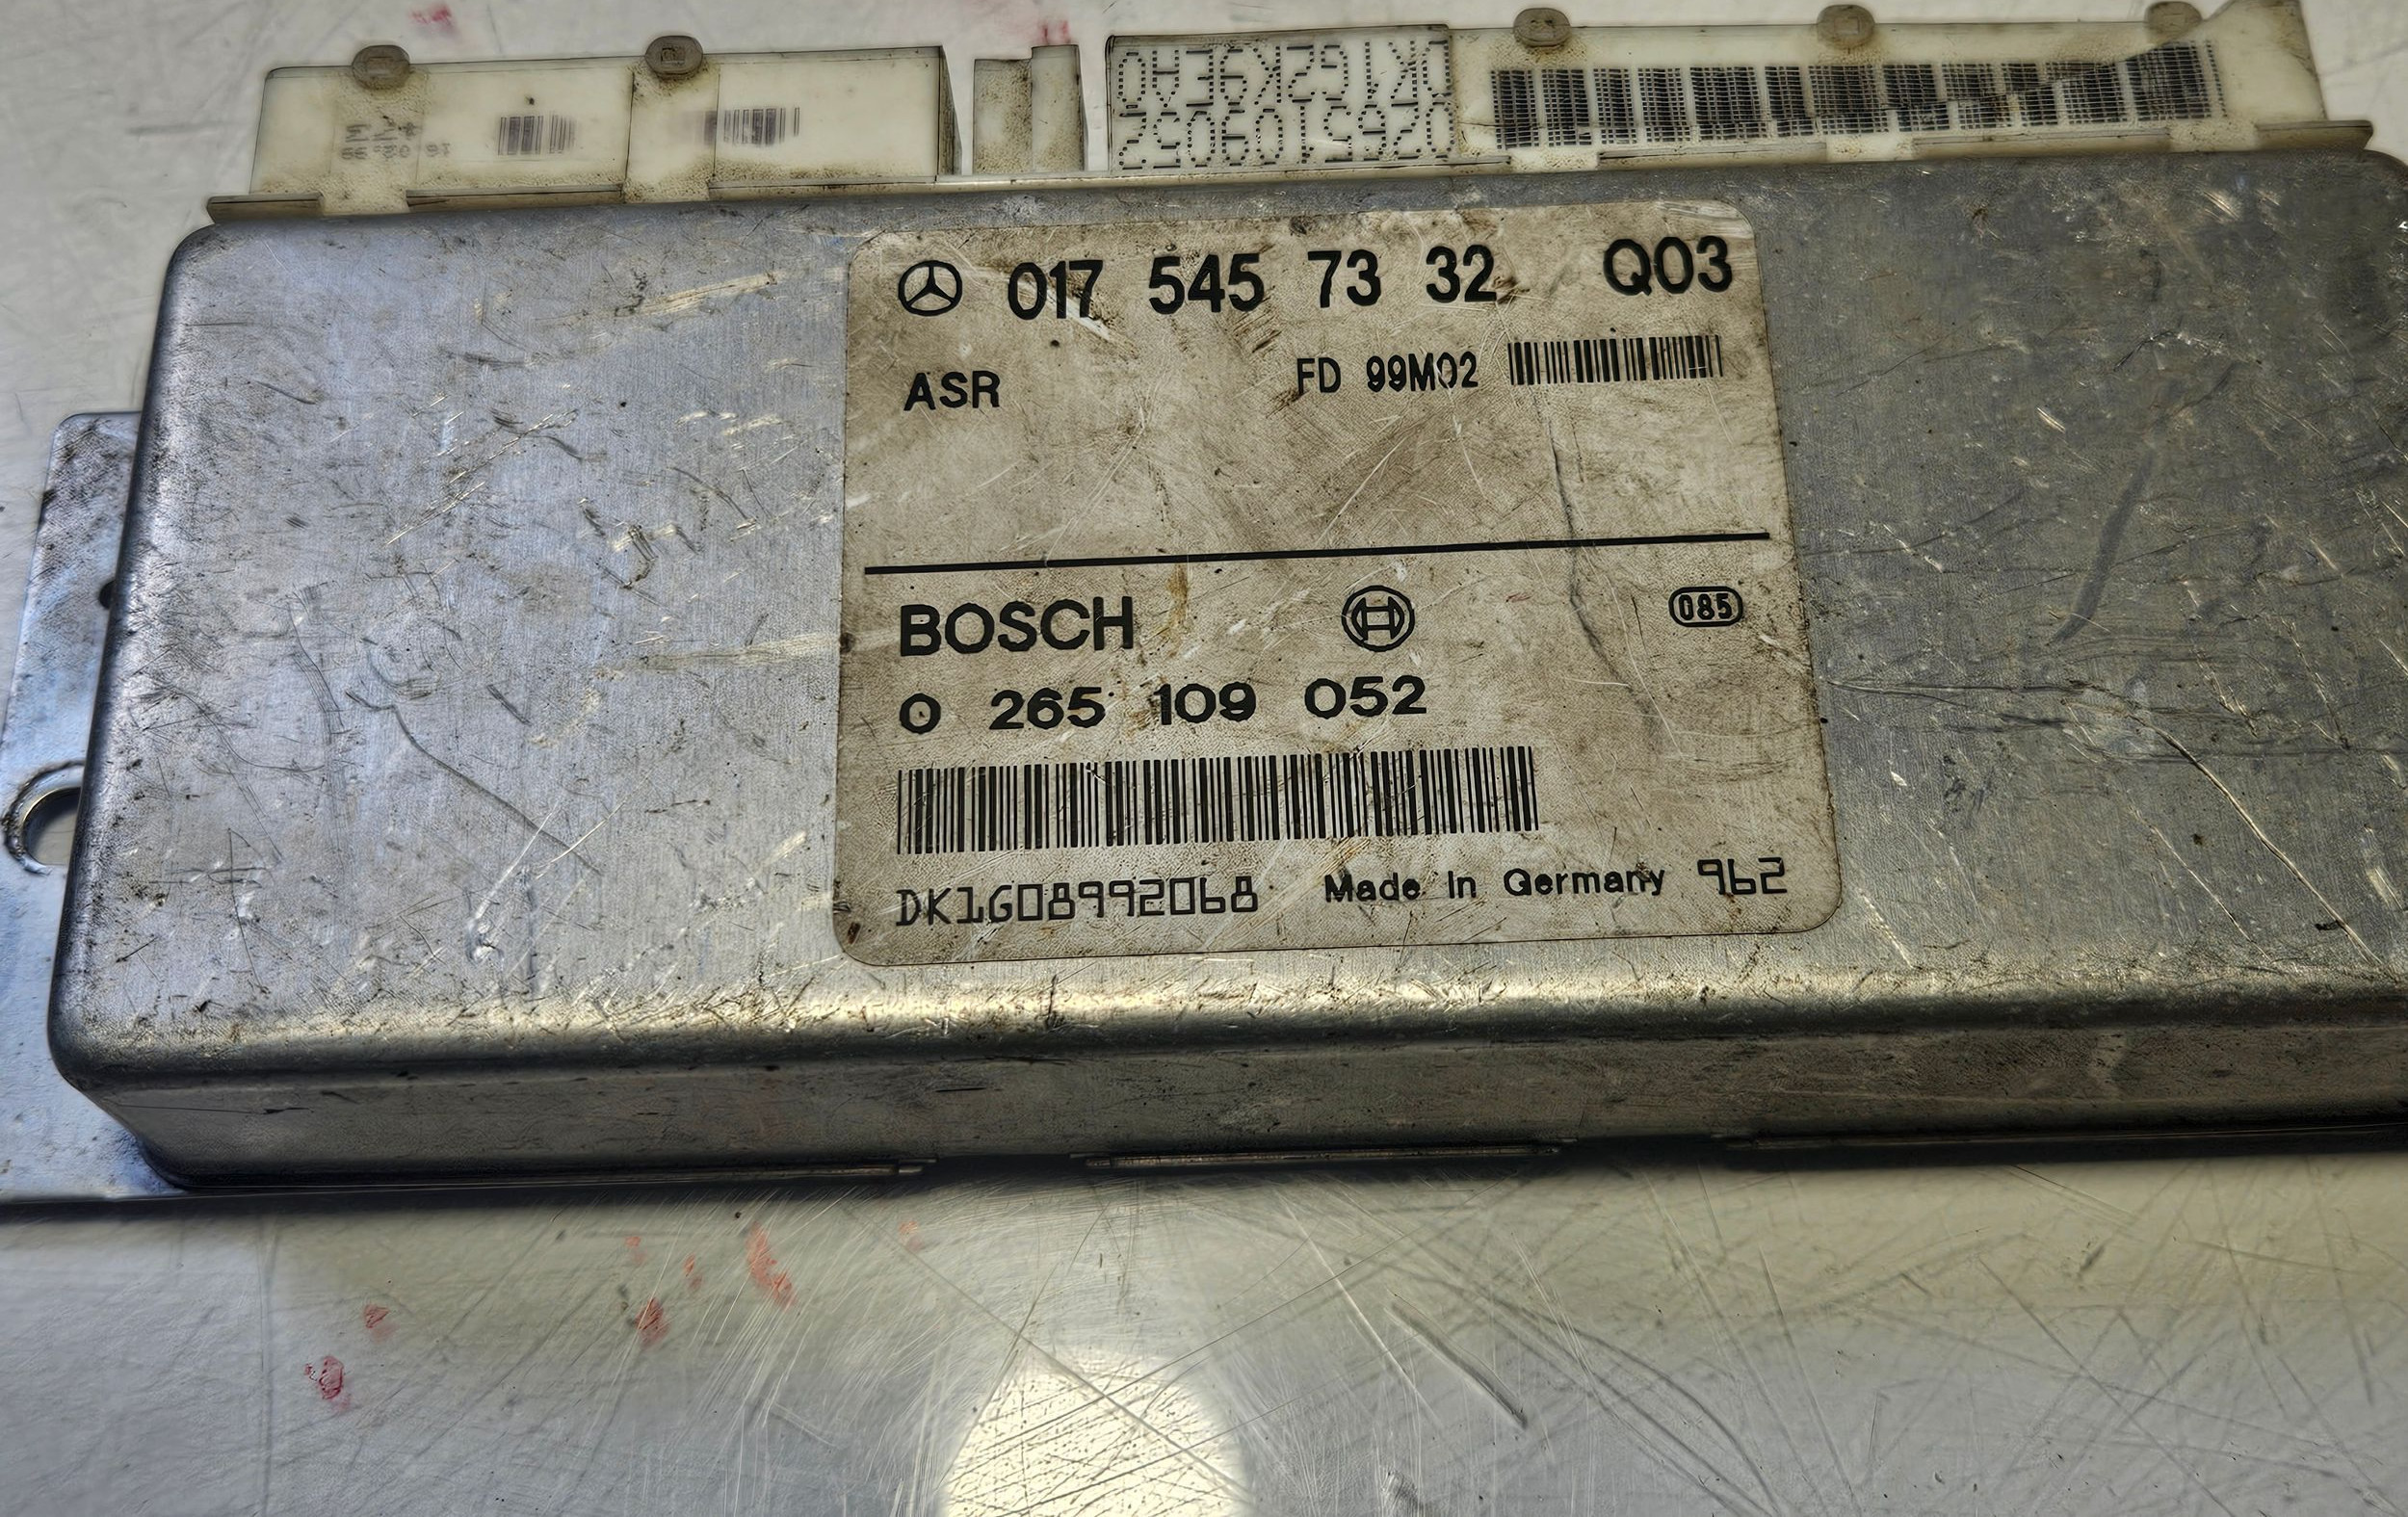 DK1G2K9EA0
0265109052
017 545 73 32 Q03
ASR FD 99M02
BOSCH 085
0 265 109 052
DK1G08992068 Made in Germany 962